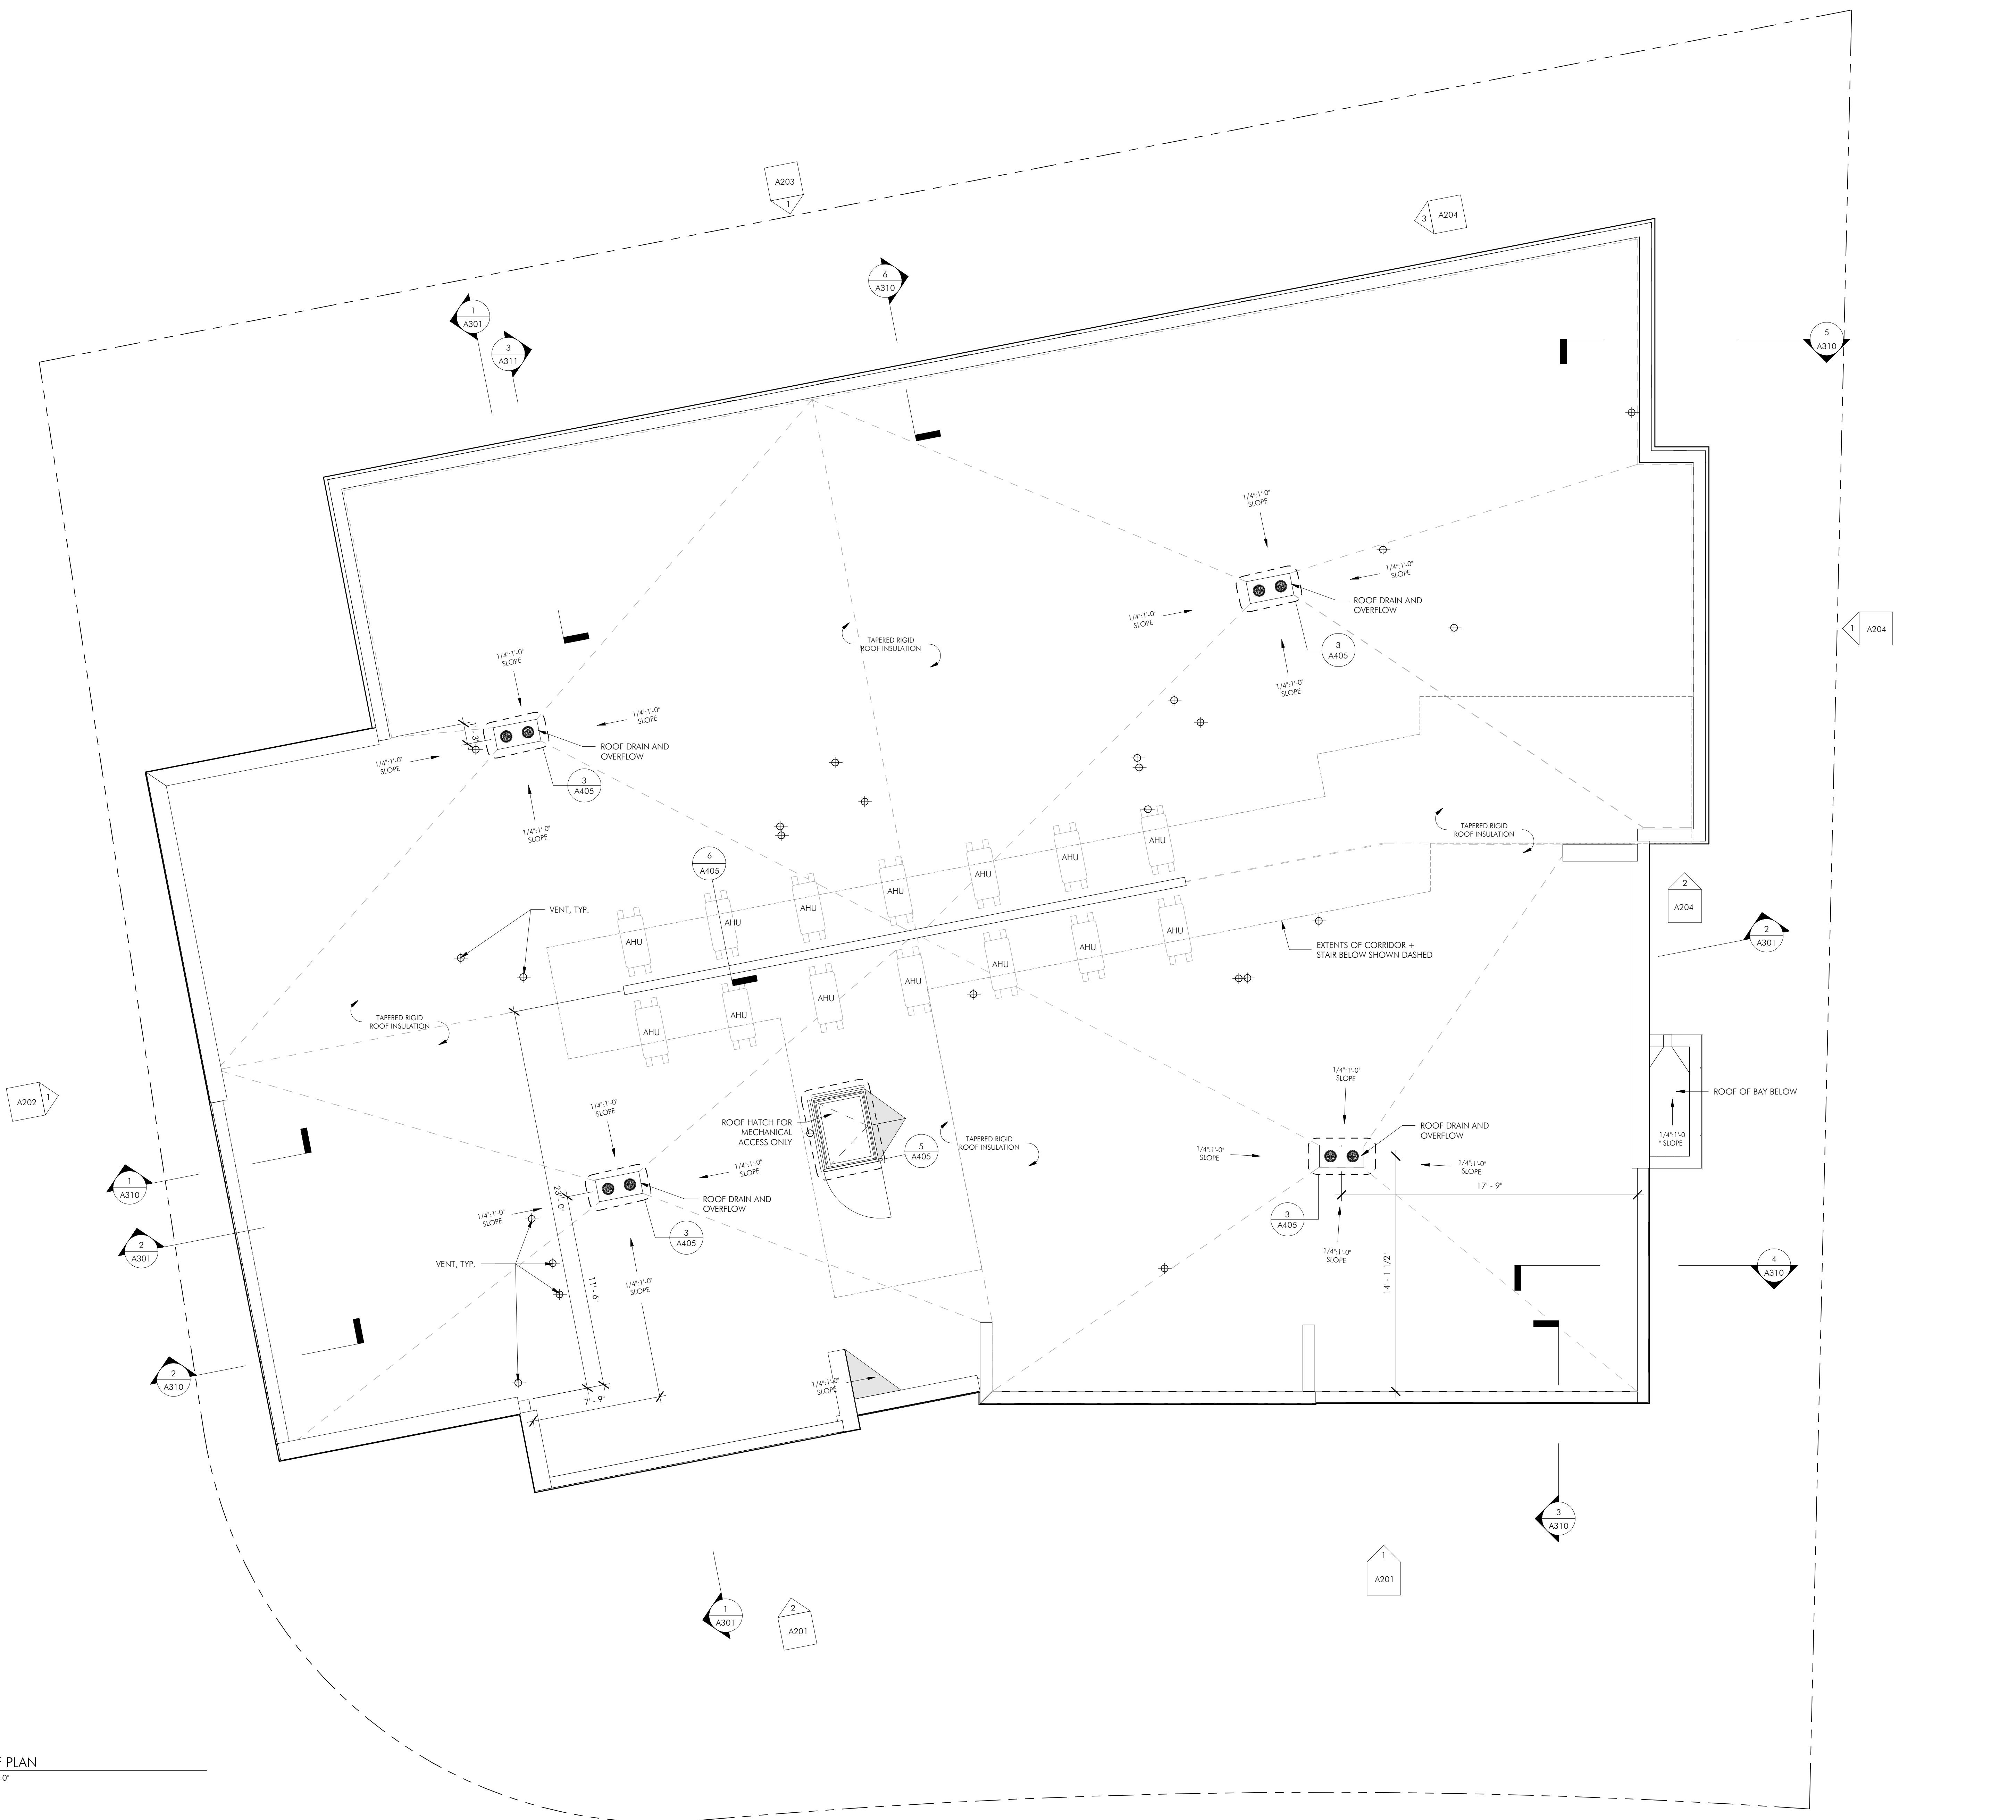 A203
1
3
A204
6
A310
1
A301
3
A311
5
A310
1/4":1'-0"
SLOPE
1/4":1'-0"
SLOPE
ROOF DRAIN AND
OVERFLOW
1/4":1'-0"
SLOPE
3
A405
1/4":1'-0"
SLOPE
1
A204
TAPERED RIGID
ROOF INSULATION
1/4":1'-0"
SLOPE
1/4":1'-0"
SLOPE
ROOF DRAIN AND
OVERFLOW
1/4":1'-0"
SLOPE
3
A405
1/4":1'-0"
SLOPE
TAPERED RIGID
ROOF INSULATION
6
A405
AHU
AHU
AHU
AHU
AHU
AHU
AHU
AHU
AHU
AHU
AHU
AHU
AHU
AHU
VENT, TYP.
2
A204
2
A301
EXTENTS OF CORRIDOR +
STAIR BELOW SHOWN DASHED
TAPERED RIGID
ROOF INSULATION
A202
1
1/4":1'-0"
SLOPE
ROOF HATCH FOR
MECHANICAL
ACCESS ONLY
5
A405
TAPERED RIGID
ROOF INSULATION
1/4":1'-0"
SLOPE
ROOF DRAIN AND
OVERFLOW
1/4":1'-0"
SLOPE
1/4":1'-0"
SLOPE
ROOF OF BAY BELOW
1/4":1'-0
" SLOPE
1/4":1'-0"
SLOPE
ROOF DRAIN AND
OVERFLOW
23' - 0"
1/4":1'-0"
SLOPE
3
A405
17' - 9"
3
A405
1/4":1'-0"
SLOPE
14' - 1 1/2"
1
A310
2
A301
VENT, TYP.
11' - 6"
1/4":1'-0"
SLOPE
4
A310
2
A310
7' - 9"
1/4":1'-0"
SLOPE
3
A310
1
A201
1
A301
2
A201
PLAN
-0"